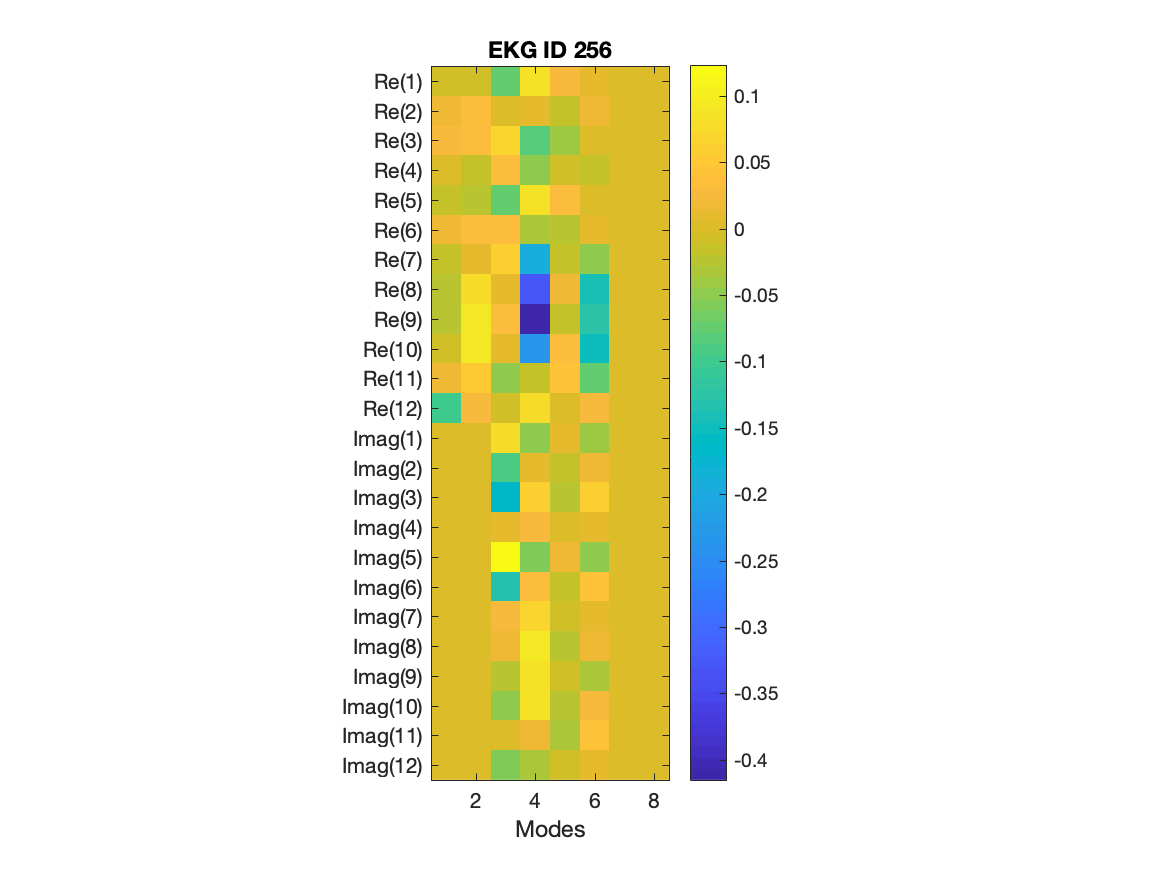 EKG ID 256
Re(1)
Re(2)
Re(3)
Re(4)
Re(5)
Re(6)
Re(7)
Re(8)
Re(9)
Re(10)
Re(11)
Re(12)
Imag(1)
Imag(2)
Imag(3)
Imag(4)
Imag(5)
Imag(6)
Imag(7)
Imag(8)
Imag(9)
Imag(10)
Imag(11)
Imag(12)
2 4 6 8
Modes
0.1
0.05
0
-0.05
-0.1
-0.15
-0.2
-0.25
-0.3
-0.35
-0.4